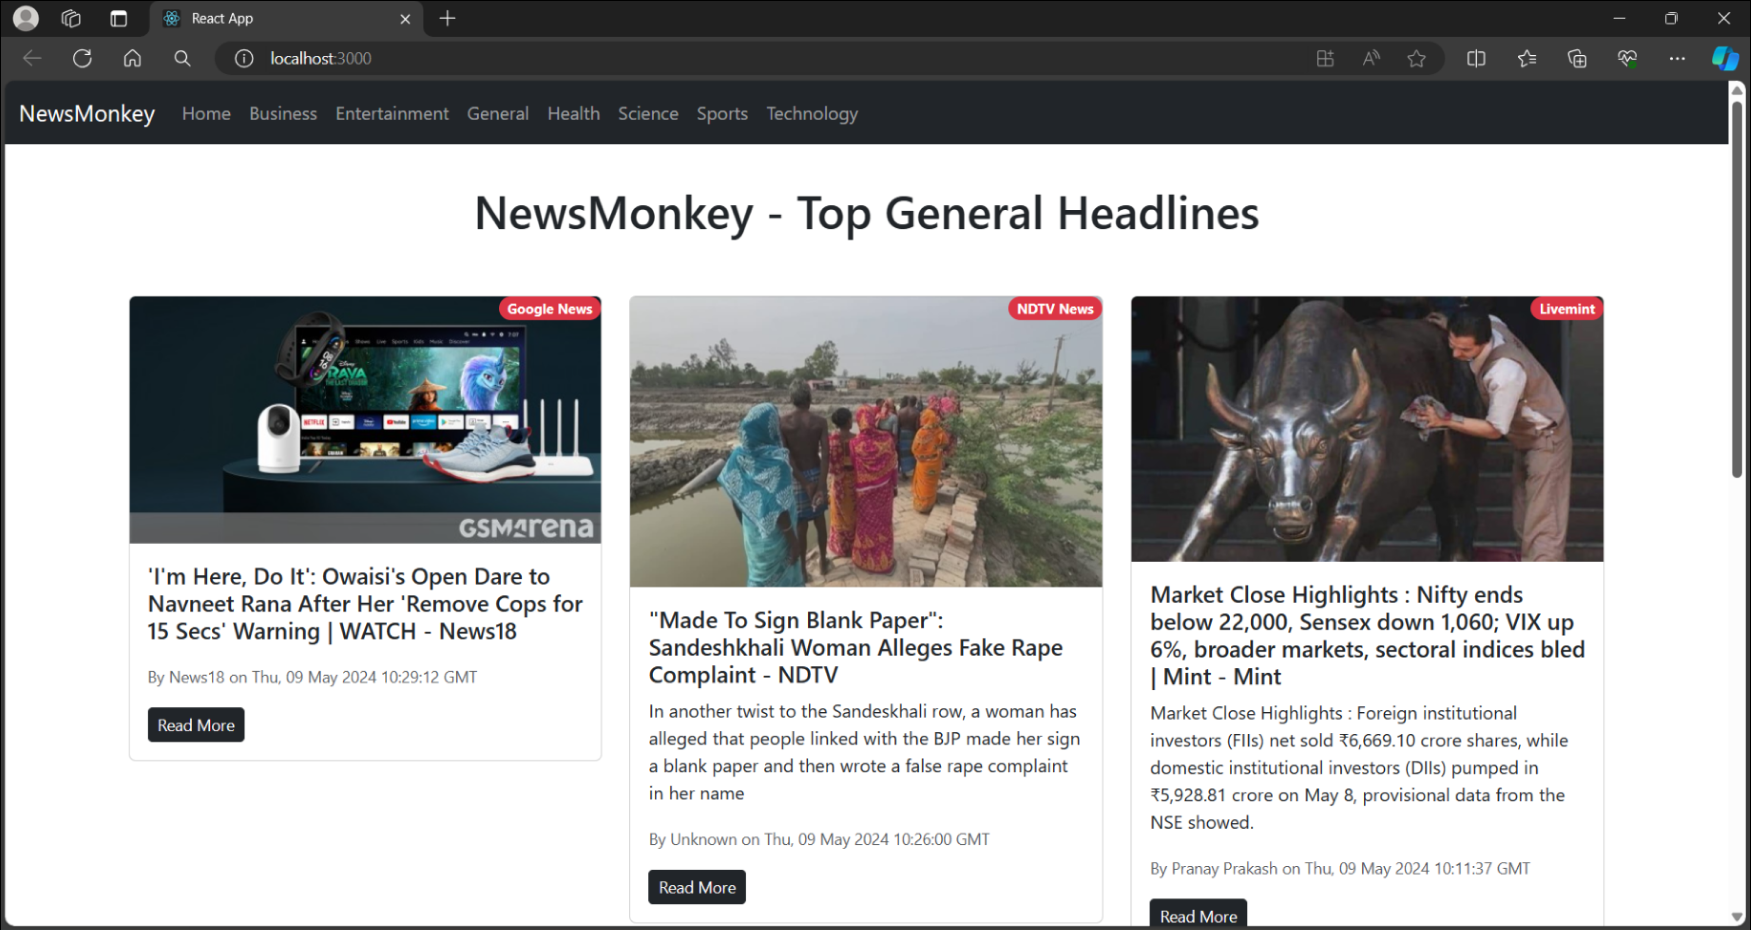 React App
localhost:3000
NewsMonkey Home Business Entertainment General Health Science Sports Technology
NewsMonkey - Top General Headlines
Google News
NETFLIX
YouTube
RAYA
GSMArena
'I'm Here, Do It': Owaisi's Open Dare to
Navneet Rana After Her 'Remove Cops for
15 Secs' Warning | WATCH - News18
By News18 on Thu, 09 May 2024 10:29:12 GMT
Read More
NDTV News
"Made To Sign Blank Paper":
Sandeshkhali Woman Alleges Fake Rape
Complaint - NDTV
In another twist to the Sandeskhali row, a woman has
alleged that people linked with the BJP made her sign
a blank paper and then wrote a false rape complaint
in her name
By Unknown on Thu, 09 May 2024 10:26:00 GMT
Read More
Livemint
Market Close Highlights : Nifty ends
below 22,000, Sensex down 1,060; VIX up
6%, broader markets, sectoral indices bled
| Mint - Mint
Market Close Highlights : Foreign institutional
investors (FIIs) net sold ₹6,669.10 crore shares, while
domestic institutional investors (DIIs) pumped in
₹5,928.81 crore on May 8, provisional data from the
NSE showed.
By Pranay Prakash on Thu, 09 May 2024 10:11:37 GMT
Read More